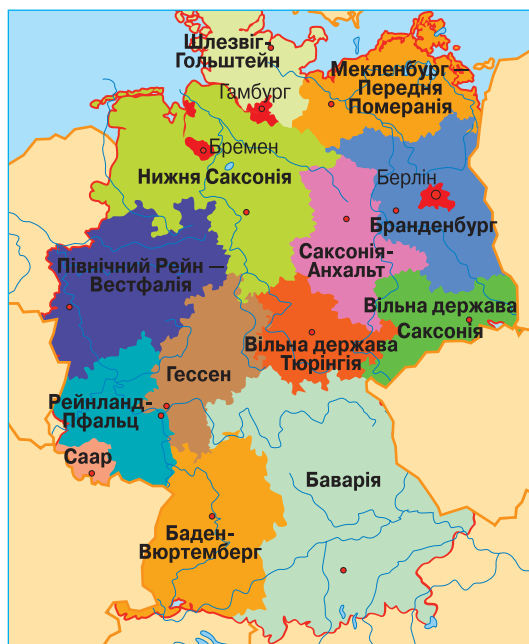 Шлезвіг-
Гольштейн
Мекленбург —
Передня
Померанія
Гамбург
Бремен
Нижня Саксонія
Берлін
Бранденбург
Саксонія-
Анхальт
Північний Рейн —
Вестфалія
Вільна держава
Саксонія
Вільна держава
Тюрінгія
Гессен
Рейнланд-
Пфальц
Саар
Баварія
Баден-
Вюртемберг